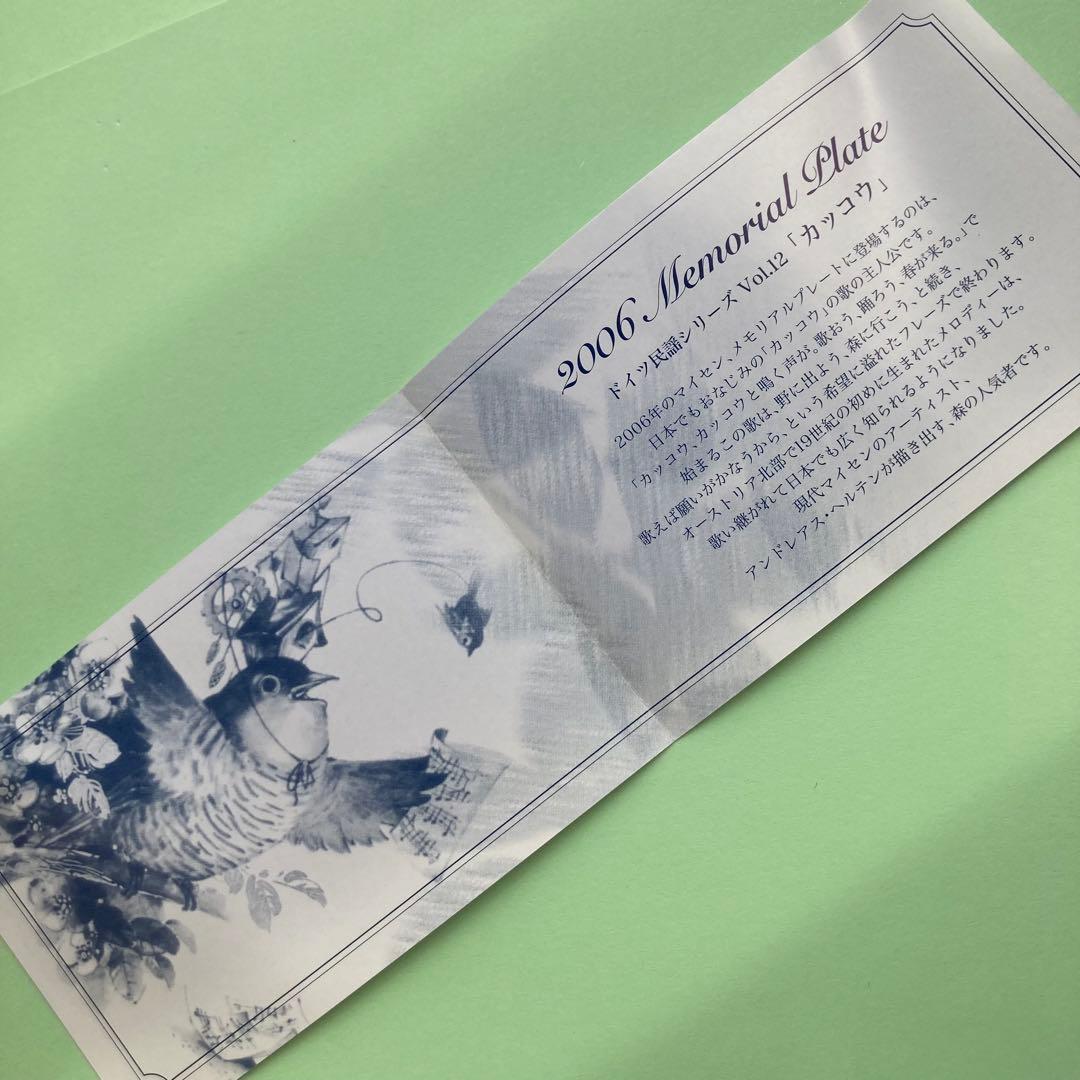 2006 Memorial Plate
ドイツ民謡シリーズ Vol.12 「カッコウ」
2006年のマイセン、メモリアルプレートに登場するのは、
日本でもおなじみの「カッコウ」の歌の主人公です。
「カッコウ、カッコウと鳴く声が。歌おう、踊ろう、春が来る。」で
始まるこの歌は、野に出よう、森に行こう、と続き、
歌えば願いがかなうから、という希望に溢れたフレーズで終わります。
オーストリア北部で19世紀の初めに生まれたメロディーは、
歌い継がれて日本でも広く知られるようになりました。
現代マイセンのアーティスト、
アンドレアス・ヘルテンが描き出す、森の人気者です。